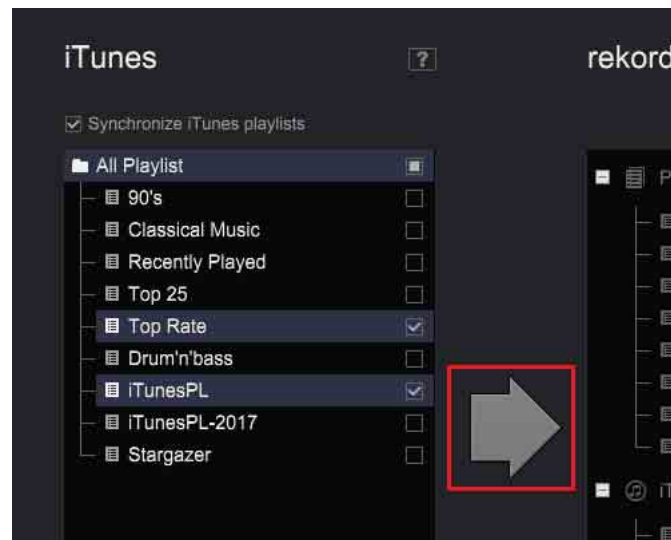 iTunes
?
rekord
Synchronize iTunes playlists
All Playlist
90's
Classical Music
Recently Played
Top 25
Top Rate
Drum'n'bass
iTunesPL
iTunesPL-2017
Stargazer
P
iT